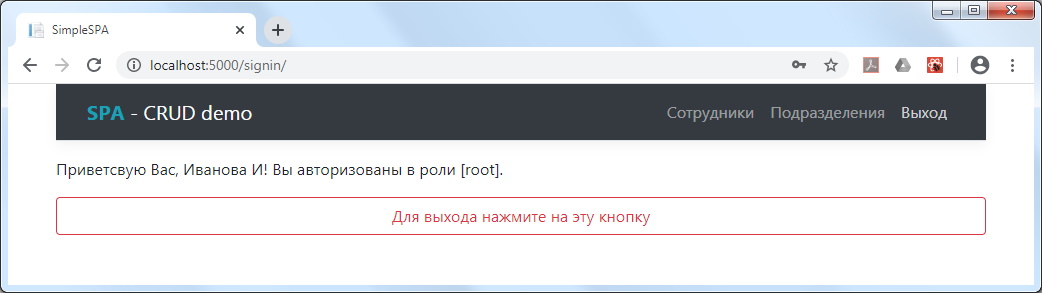 SimpleSPA
localhost:5000/signin/
SPA - CRUD demo Сотрудники Подразделения Выход
Приветсвую Вас, Иванова И! Вы авторизованы в роли [root].
Для выхода нажмите на эту кнопку